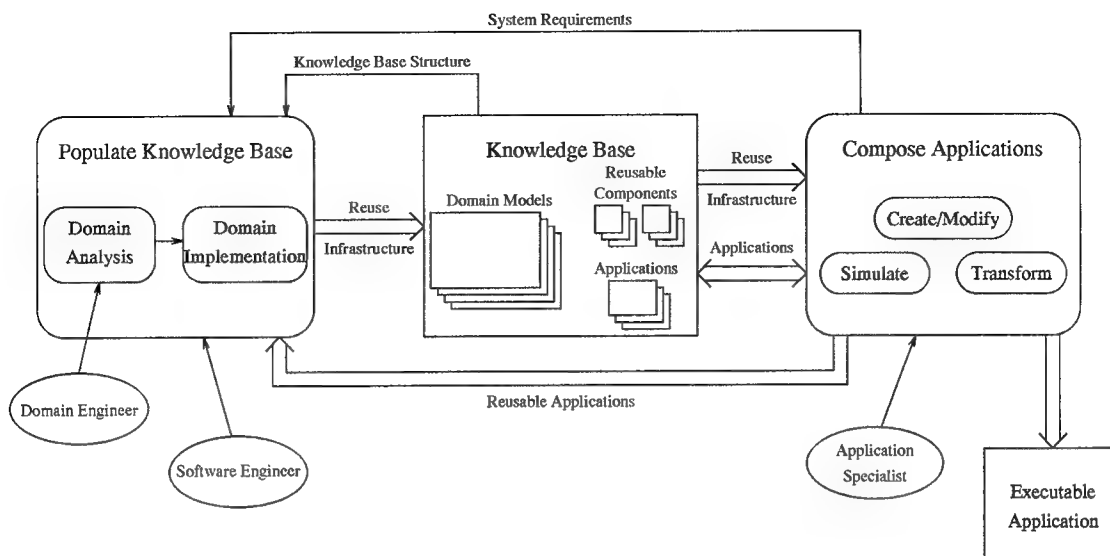 System Requirements
Knowledge Base Structure
Populate Knowledge Base
Domain
Analysis
Domain
Implementation
Reuse
Infrastructure
Knowledge Base
Domain Models
Reusable
Components
Applications
Reuse
Infrastructure
Applications
Compose Applications
Create/Modify
Simulate
Transform
Reusable Applications
Domain Engineer
Software Engineer
Application
Specialist
Executable
Application